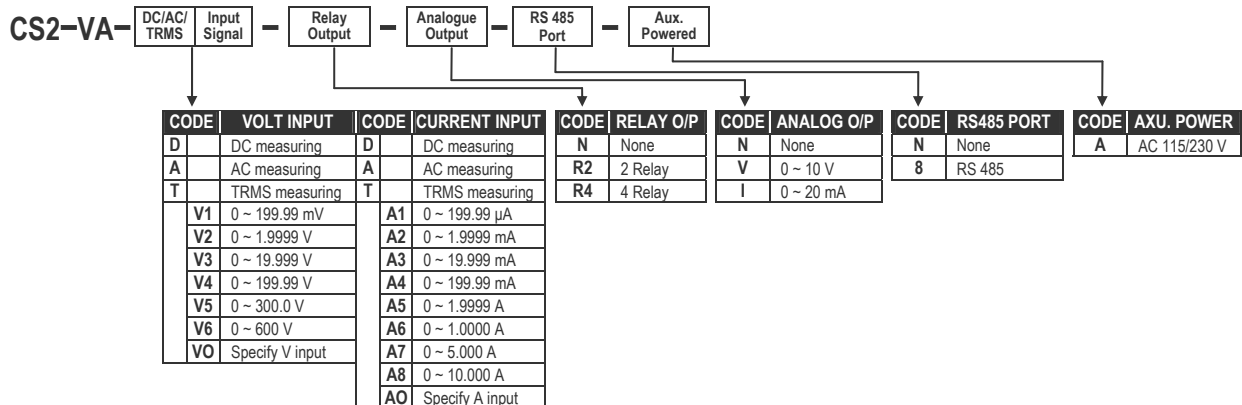 CS2-VA- DC/AC/ TRMS Input Signal - Relay Output - Analogue Output - RS 485 Port - Aux. Powered
CODE VOLT INPUT CODE CURRENT INPUT CODE RELAY O/P CODE ANALOG O/P CODE RS485 PORT CODE AXU. POWER
D DC measuring D DC measuring N None N None N None A AC 115/230 V
A AC measuring A AC measuring R2 2 Relay V 0 ~ 10 V 8 RS 485
T TRMS measuring T TRMS measuring R4 4 Relay I 0 ~ 20 mA
V1 0 ~ 199.99 mV A1 0 ~ 199.99 µA
V2 0 ~ 1.9999 V A2 0 ~ 1.9999 mA
V3 0 ~ 19.999 V A3 0 ~ 19.999 mA
V4 0 ~ 199.99 V A4 0 ~ 199.99 mA
V5 0 ~ 300.0 V A5 0 ~ 1.9999 A
V6 0 ~ 600 V A6 0 ~ 1.0000 A
VO Specify V input A7 0 ~ 5.000 A
A8 0 ~ 10.000 A
AO Specify A input